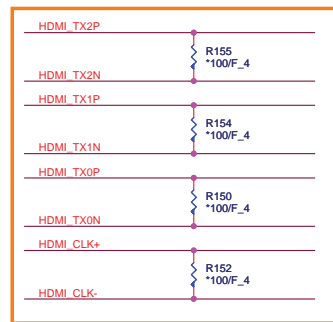 HDMI_TX2P
R155
*100/F_4
HDMI_TX2N
HDMI_TX1P
R154
*100/F_4
HDMI_TX1N
HDMI_TX0P
R150
*100/F_4
HDMI_TX0N
HDMI_CLK+
R152
*100/F_4
HDMI_CLK-